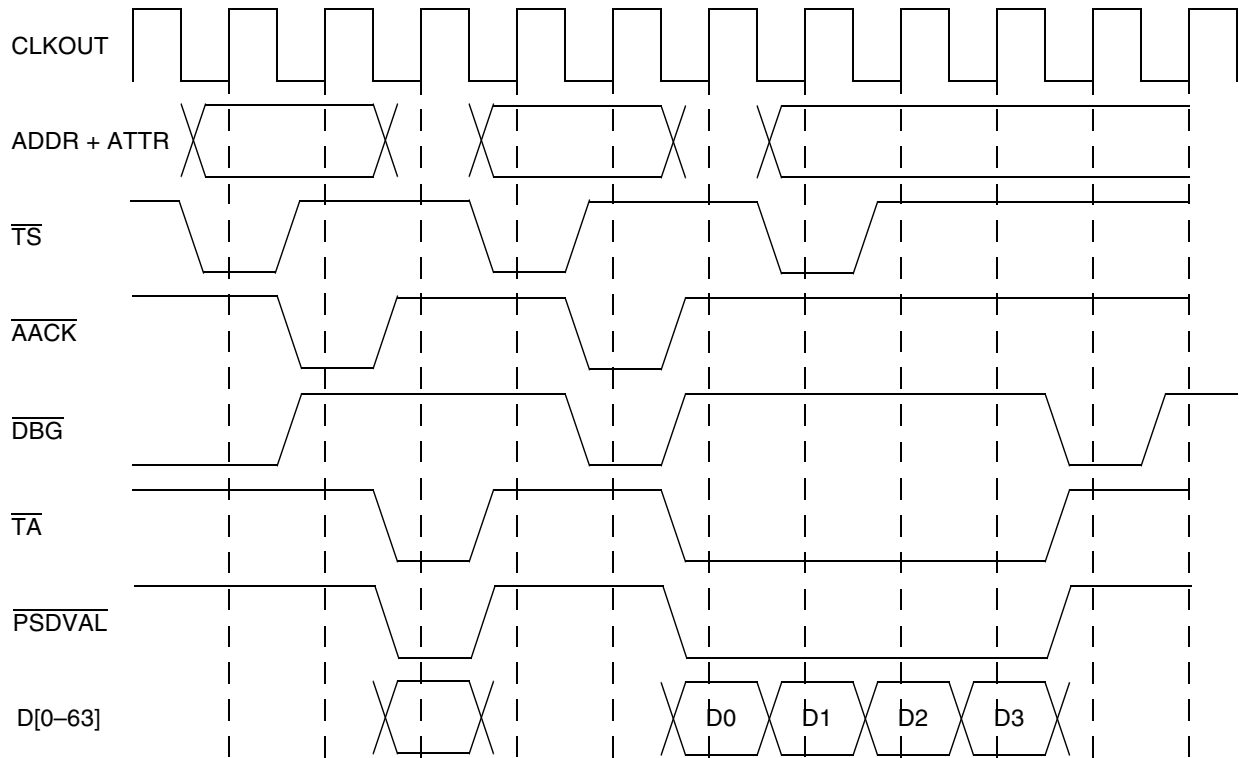 CLKOUT
ADDR + ATTR
TS
AACK
DBG
TA
PSDVAL
D[0–63]
D0 D1 D2 D3